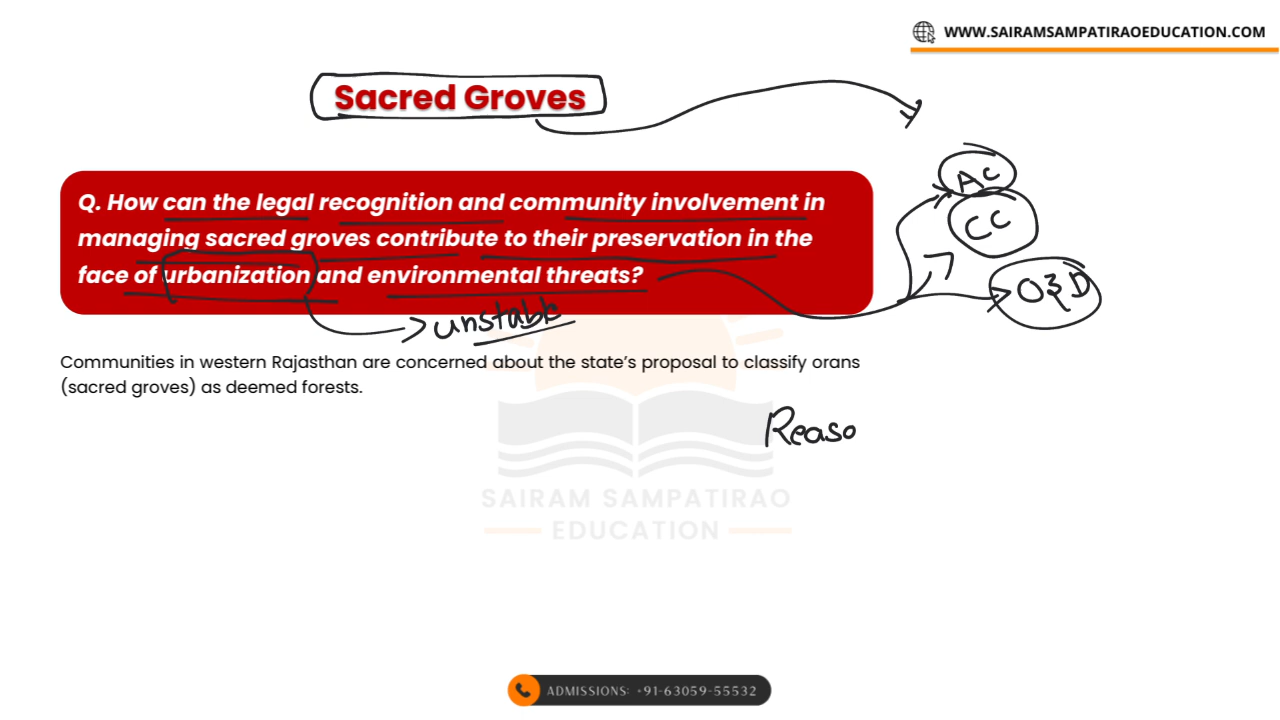 WWW.SAIRAMSAMPATIRAOEDUCATION.COM
Sacred Groves
AC
CC
O&D
Q. How can the legal recognition and community involvement in
managing sacred groves contribute to their preservation in the
face of urbanization and environmental threats?
unstable
Communities in western Rajasthan are concerned about the state's proposal to classify orans
(sacred groves) as deemed forests.
Reaso
SAIRAM SAMPATIRAO
EDUCATION
ADMISSIONS: +91-63059-55532